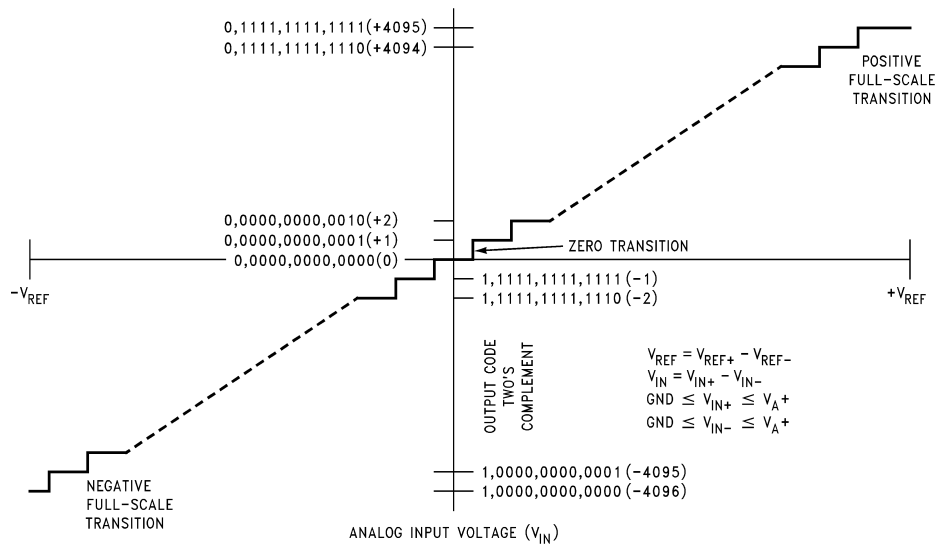 0,1111,1111,1111(+4095)
0,1111,1111,1110(+4094)
POSITIVE
FULL-SCALE
TRANSITION
0,0000,0000,0010(+2)
0,0000,0000,0001(+1)
0,0000,0000,0000(0)
ZERO TRANSITION
-VREF
+VREF
1,1111,1111,1111(-1)
1,1111,1111,1110(-2)
OUTPUT CODE
TWO'S
COMPLEMENT
VREF = VREF+ - VREF-
VIN = VIN+ - VIN-
GND ≤ VIN+ ≤ VA+
GND ≤ VIN- ≤ VA+
1,0000,0000,0001(-4095)
1,0000,0000,0000(-4096)
NEGATIVE
FULL-SCALE
TRANSITION
ANALOG INPUT VOLTAGE (VIN)